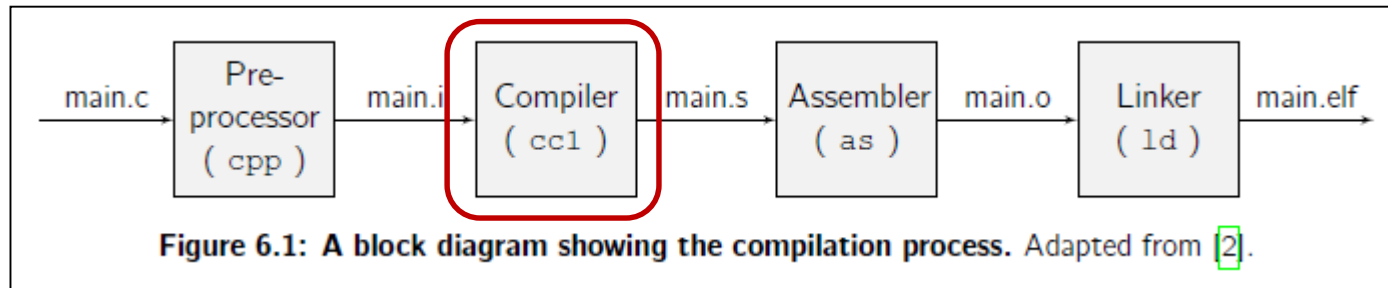 main.c
Pre-
processor
( cpp )
main.i
Compiler
( cc1 )
main.s
Assembler
( as )
main.o
Linker
( ld )
main.elf
Figure 6.1: A block diagram showing the compilation process. Adapted from [2].